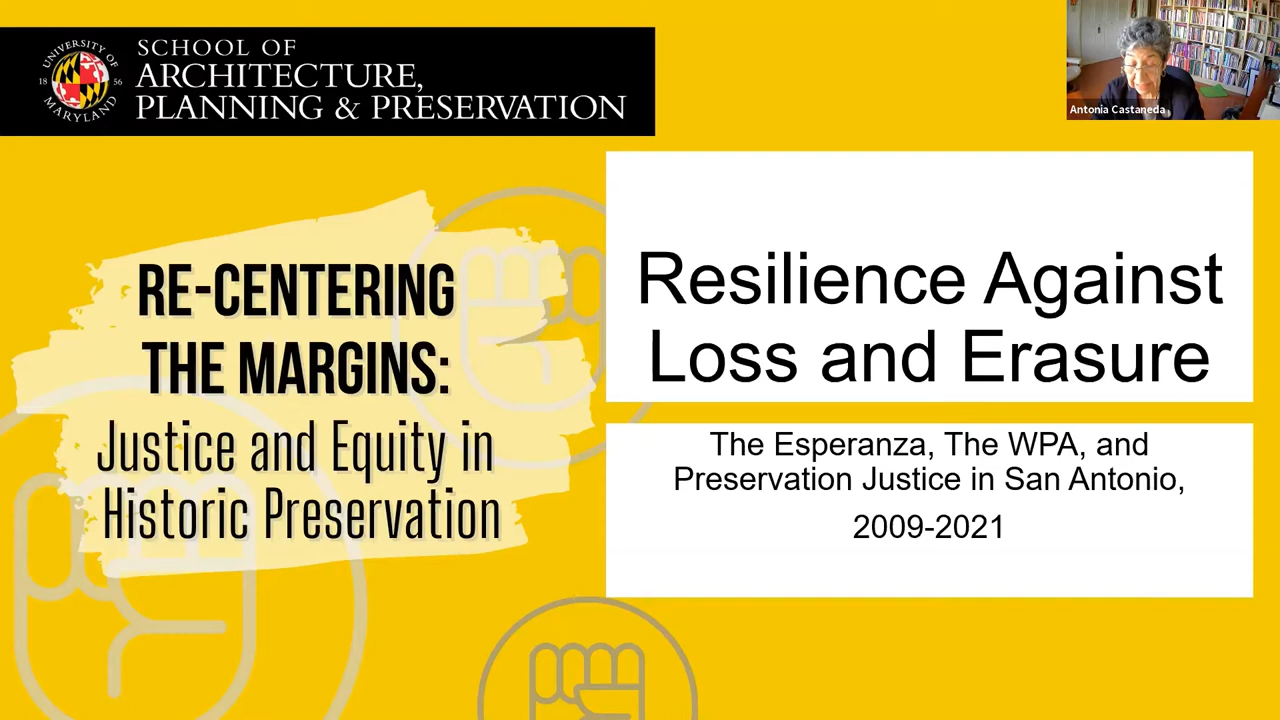 UNIVERSITY OF
18 56
MARYLAND
SCHOOL OF
ARCHITECTURE,
PLANNING & PRESERVATION
Antonia Castaneda
RE-CENTERING
THE MARGINS:
Justice and Equity in
Historic Preservation
Resilience Against
Loss and Erasure
The Esperanza, The WPA, and
Preservation Justice in San Antonio,
2009-2021